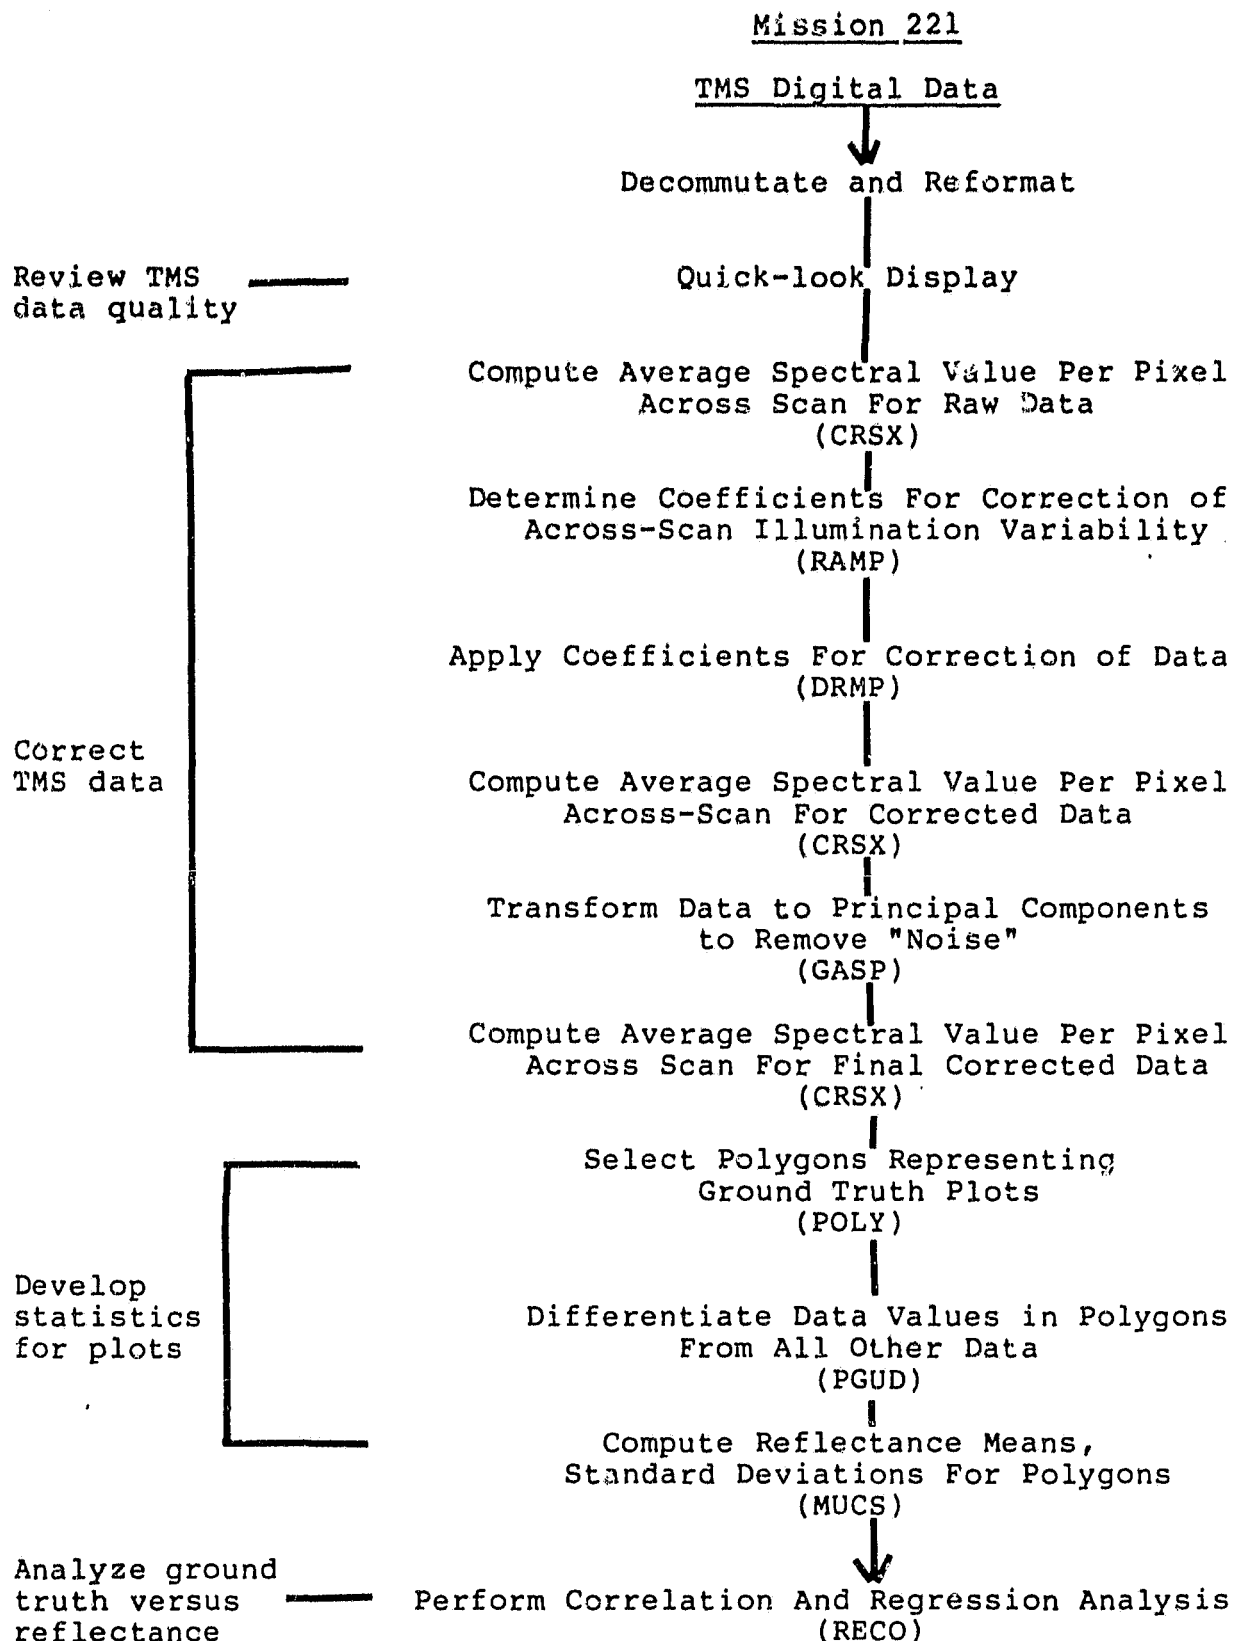 Mission 221
TMS Digital Data
Decommutate and Reformat
Review TMS
data quality
Quick-look Display
Compute Average Spectral Value Per Pixel
Across Scan For Raw Data
(CRSX)
Determine Coefficients For Correction of
Across-Scan Illumination Variability
(RAMP)
Apply Coefficients For Correction of Data
(DRMP)
Correct
TMS data
Compute Average Spectral Value Per Pixel
Across-Scan For Corrected Data
(CRSX)
Transform Data to Principal Components
to Remove "Noise"
(GASP)
Compute Average Spectral Value Per Pixel
Across Scan For Final Corrected Data
(CRSX)
Select Polygons Representing
Ground Truth Plots
(POLY)
Develop
statistics
for plots
Differentiate Data Values in Polygons
From All Other Data
(PGUD)
Compute Reflectance Means,
Standard Deviations For Polygons
(MUCS)
Analyze ground
truth versus
reflectance
Perform Correlation And Regression Analysis
(RECO)